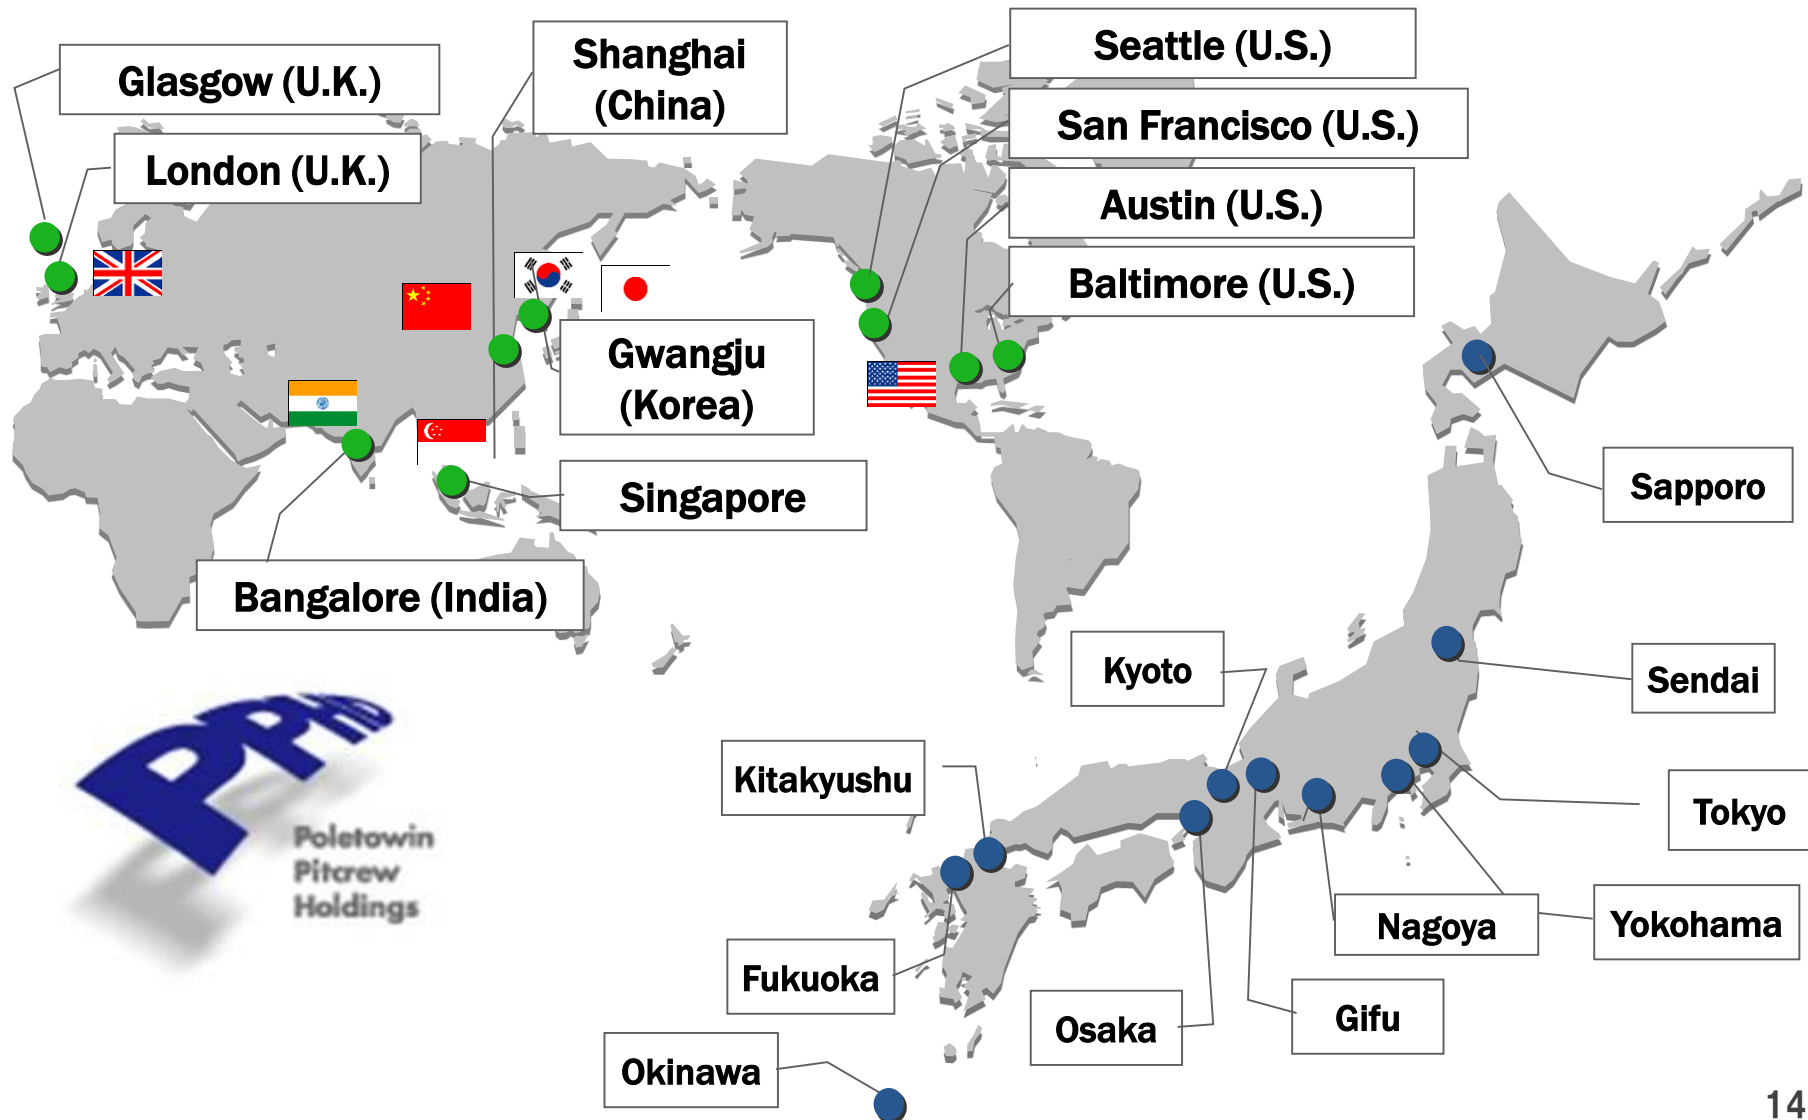 Glasgow (U.K.)
London (U.K.)
Shanghai
(China)
Seattle (U.S.)
San Francisco (U.S.)
Austin (U.S.)
Baltimore (U.S.)
Gwangju
(Korea)
Singapore
Bangalore (India)
Sapporo
Sendai
Kyoto
Kitakyushu
Tokyo
Nagoya
Yokohama
Fukuoka
Osaka
Gifu
Okinawa
PPHD
Poletowin
Pitcrew
Holdings
14